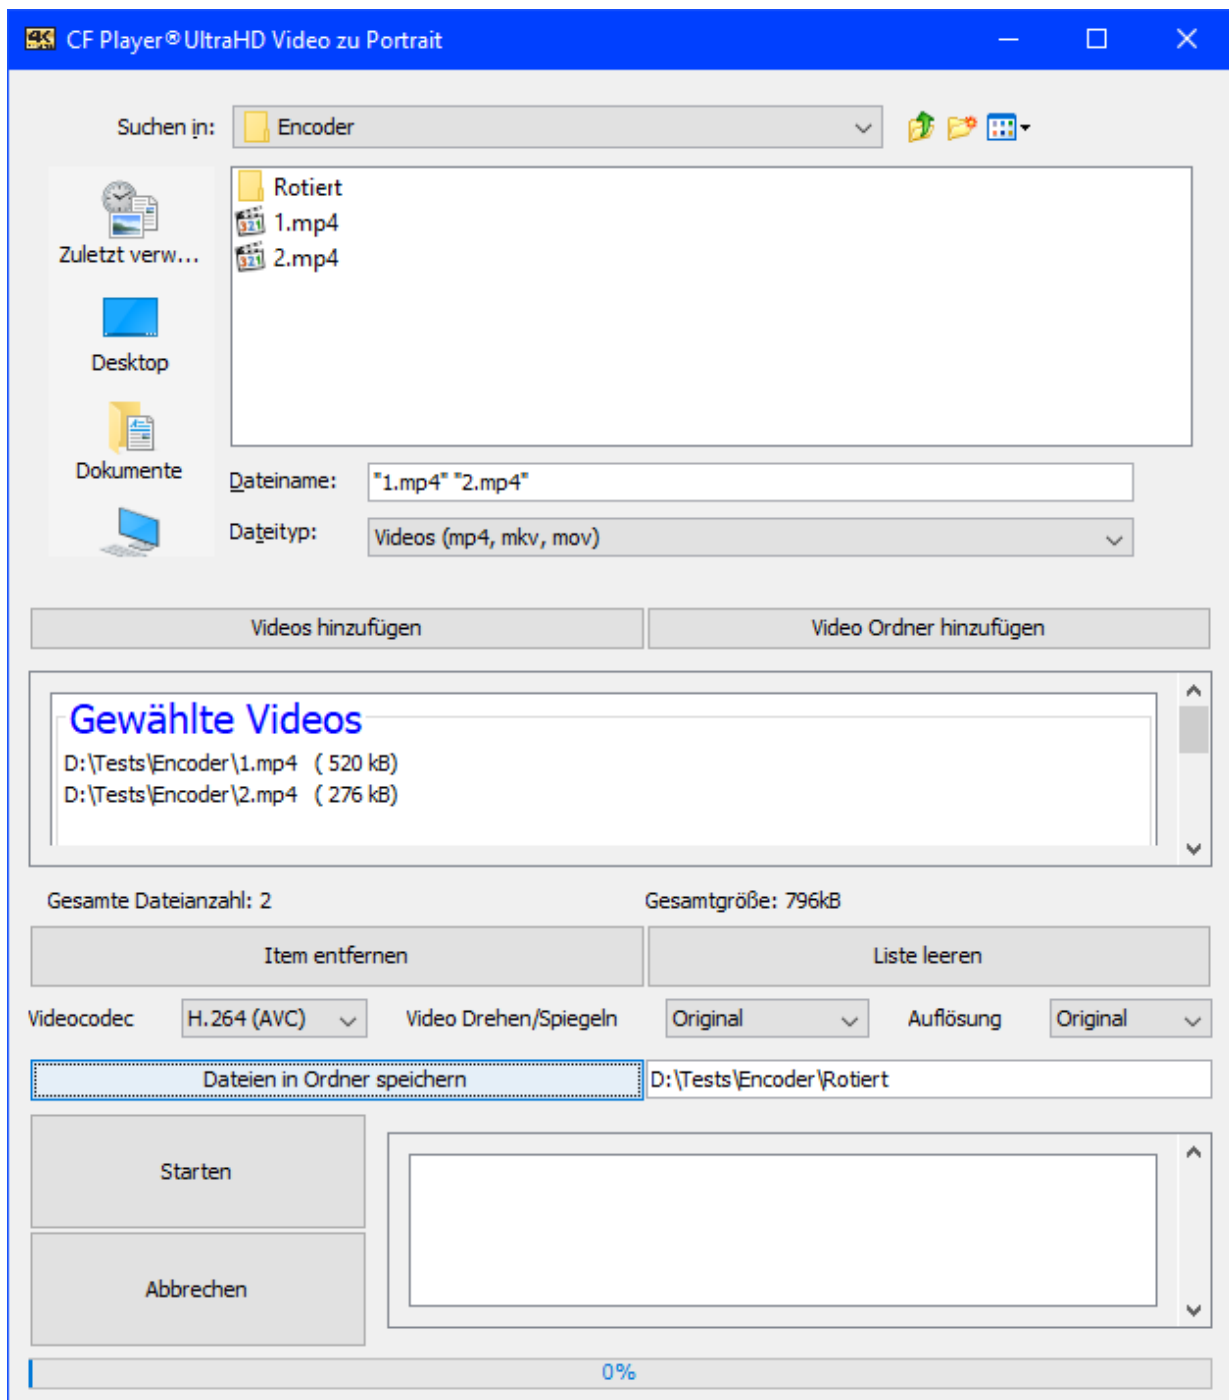 4K CF Player® UltraHD Video zu Portrait
Suchen in: Encoder
Rotiert
1.mp4
2.mp4
Zuletzt verw...
Desktop
Dokumente
Dateiname: "1.mp4" "2.mp4"
Dateityp: Videos (mp4, mkv, mov)
Videos hinzufügen Video Ordner hinzufügen
Gewählte Videos
D:\Tests\Encoder\1.mp4 ( 520 kB)
D:\Tests\Encoder\2.mp4 ( 276 kB)
Gesamte Dateianzahl: 2 Gesamtgröße: 796kB
Item entfernen Liste leeren
Videocodec H.264 (AVC) Video Drehen/Spiegeln Original Auflösung Original
Dateien in Ordner speichern D:\Tests\Encoder\Rotiert
Starten
Abbrechen
0%